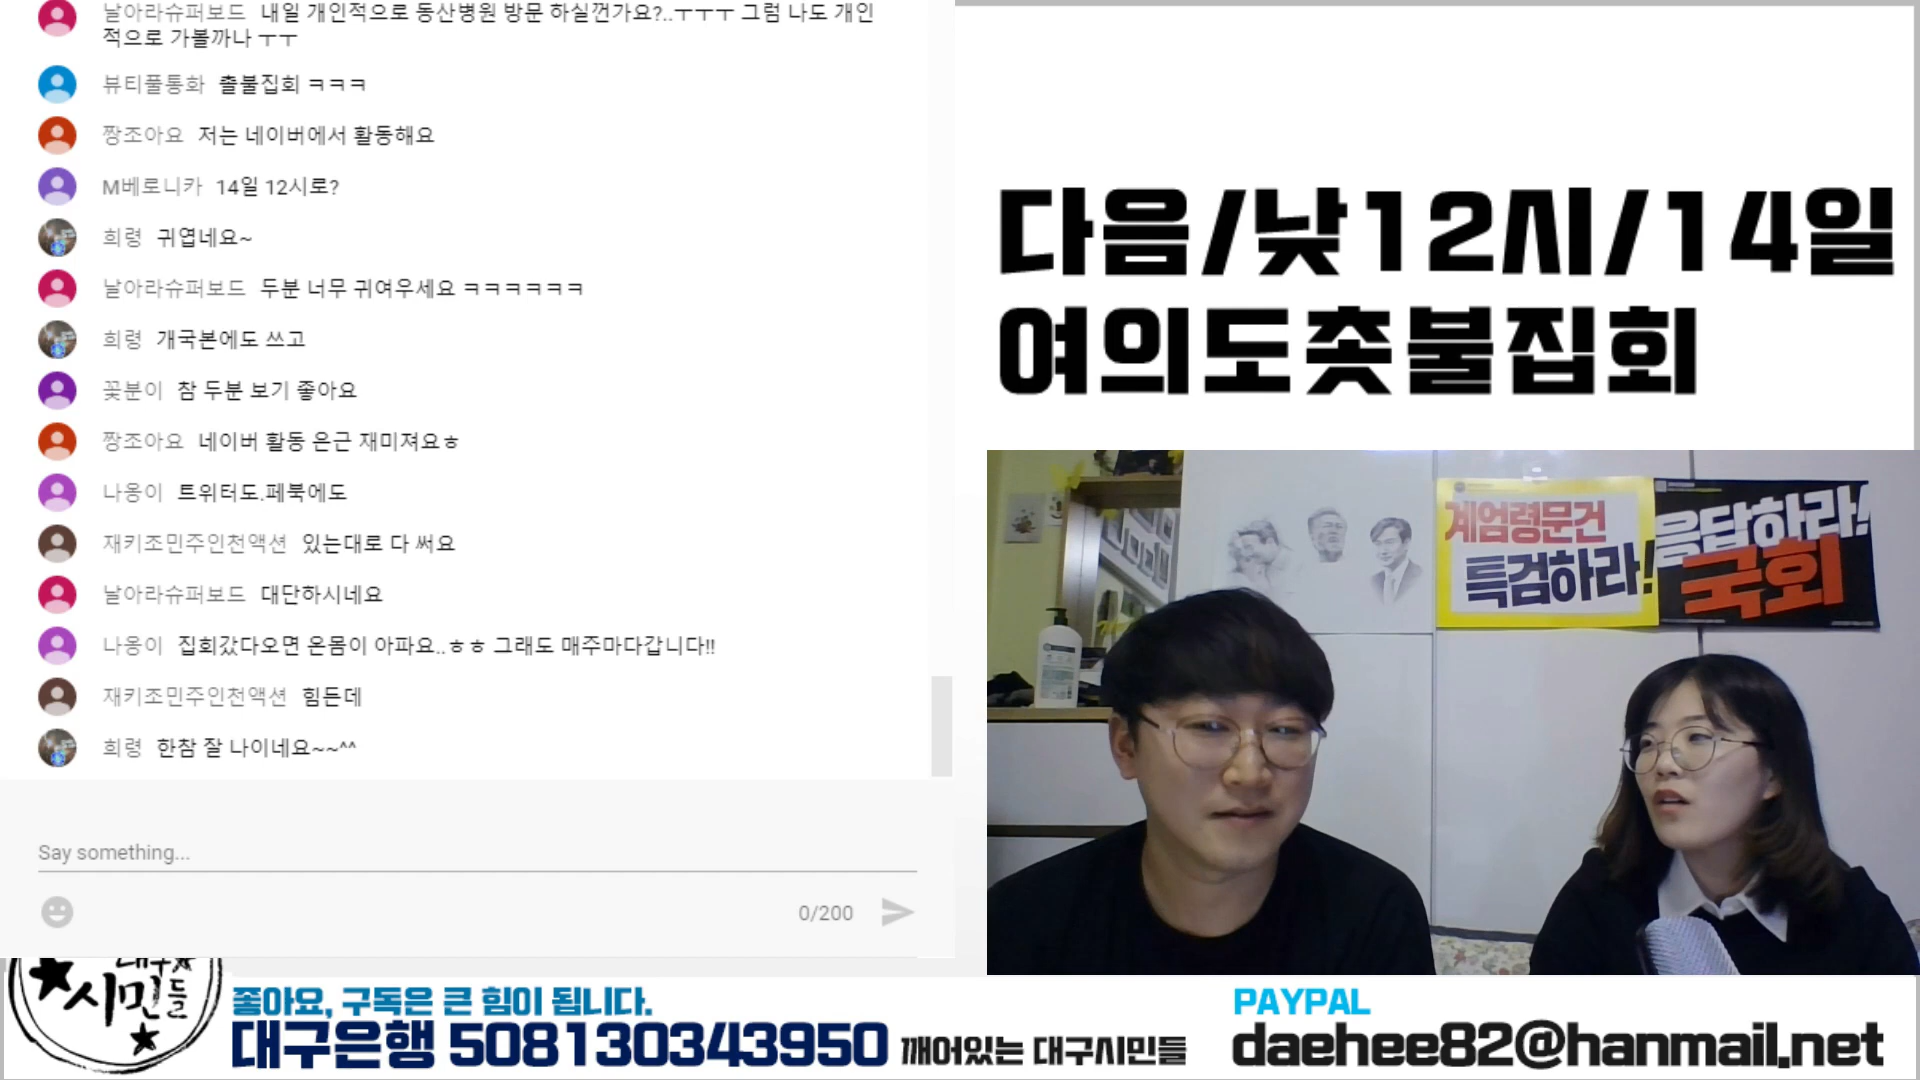 날아라슈퍼보드 내일 개인적으로 동산병원 방문 하실껀가요?..ㅜㅜㅜ 그럼 나도 개인
적으로 가볼까나 ㅜㅜ
뷰티풀통화 촐불집회 ㅋㅋㅋ
짱조아요 저는 네이버에서 활동해요
M베로니카 14일 12시로?
희령 귀엽네요~
날아라슈퍼보드 두분 너무 귀여우세요 ㅋㅋㅋㅋㅋㅋ
희령 개국본에도 쓰고
꽃분이 참 두분 보기 좋아요
짱조아요 네이버 활동 은근 재미져요ㅎ
나옹이 트위터도.페북에도
재키조민주인천액션 있는대로 다 써요
날아라슈퍼보드 대단하시네요
나옹이 집회갔다오면 온몸이 아파요..ㅎㅎ 그래도 매주마다갑니다!!
재키조민주인천액션 힘든데
희령 한참 잘 나이네요~~^^
Say something...
0/200
다음/낮12시/14일
여의도촛불집회
계엄령문건
특검하라!
응답하라!
국회
대구
시민들
좋아요, 구독은 큰 힘이 됩니다.
대구은행 508130343950 깨어있는 대구시민들
PAYPAL
daehee82@hanmail.net